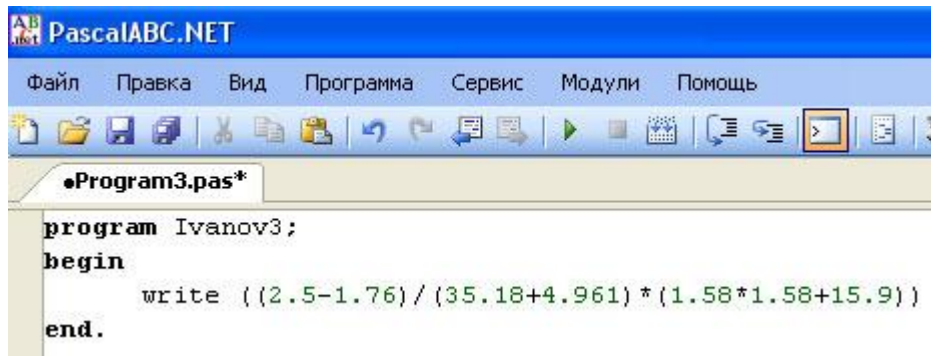 PascalABC.NET
Файл Правка Вид Программа Сервис Модули Помощь
•Program3.pas*
program Ivanov3;
begin
write ((2.5-1.76)/(35.18+4.961)*(1.58*1.58+15.9))
end.